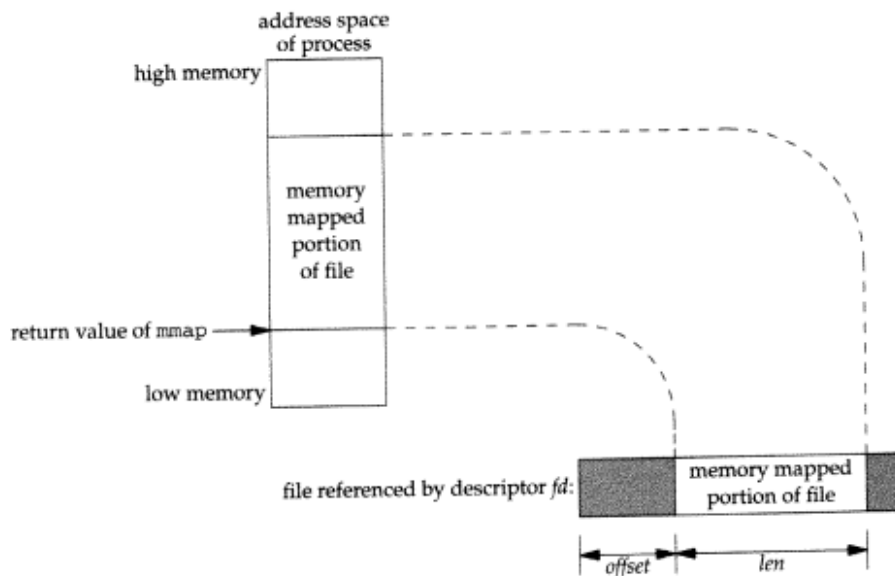 address space
of process
high memory
memory
mapped
portion
of file
return value of mmap
low memory
file referenced by descriptor fd:
memory mapped
portion of file
offset
len